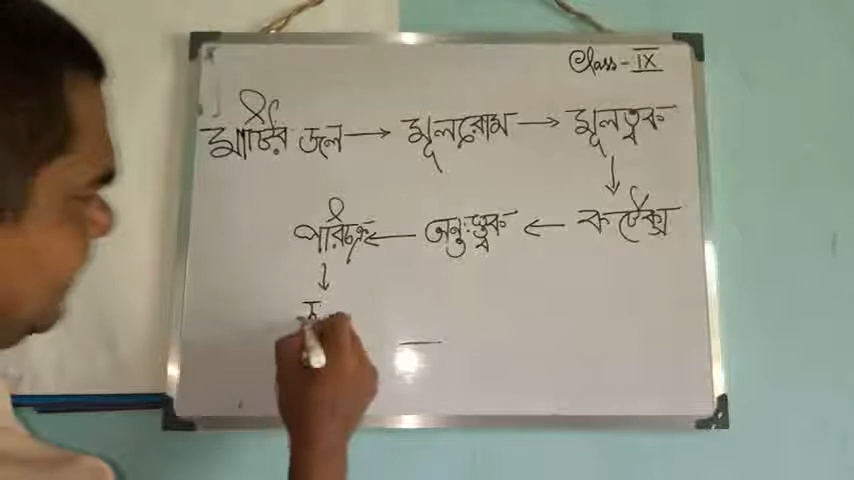 Class - IX
মাটির জল → মূলরোম → মূলত্বক
↓
পরিচক্র ← অন্তঃত্বক ← কর্টেক্স
↓